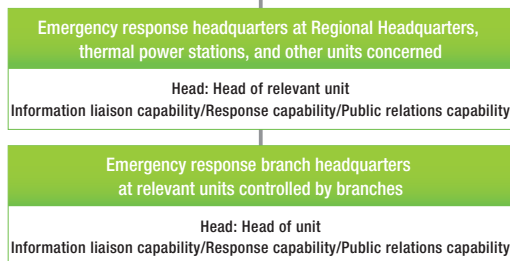 Emergency response headquarters at Regional Headquarters,
thermal power stations, and other units concerned
Head: Head of relevant unit
Information liaison capability/Response capability/Public relations capability
Emergency response branch headquarters
at relevant units controlled by branches
Head: Head of unit
Information liaison capability/Response capability/Public relations capability